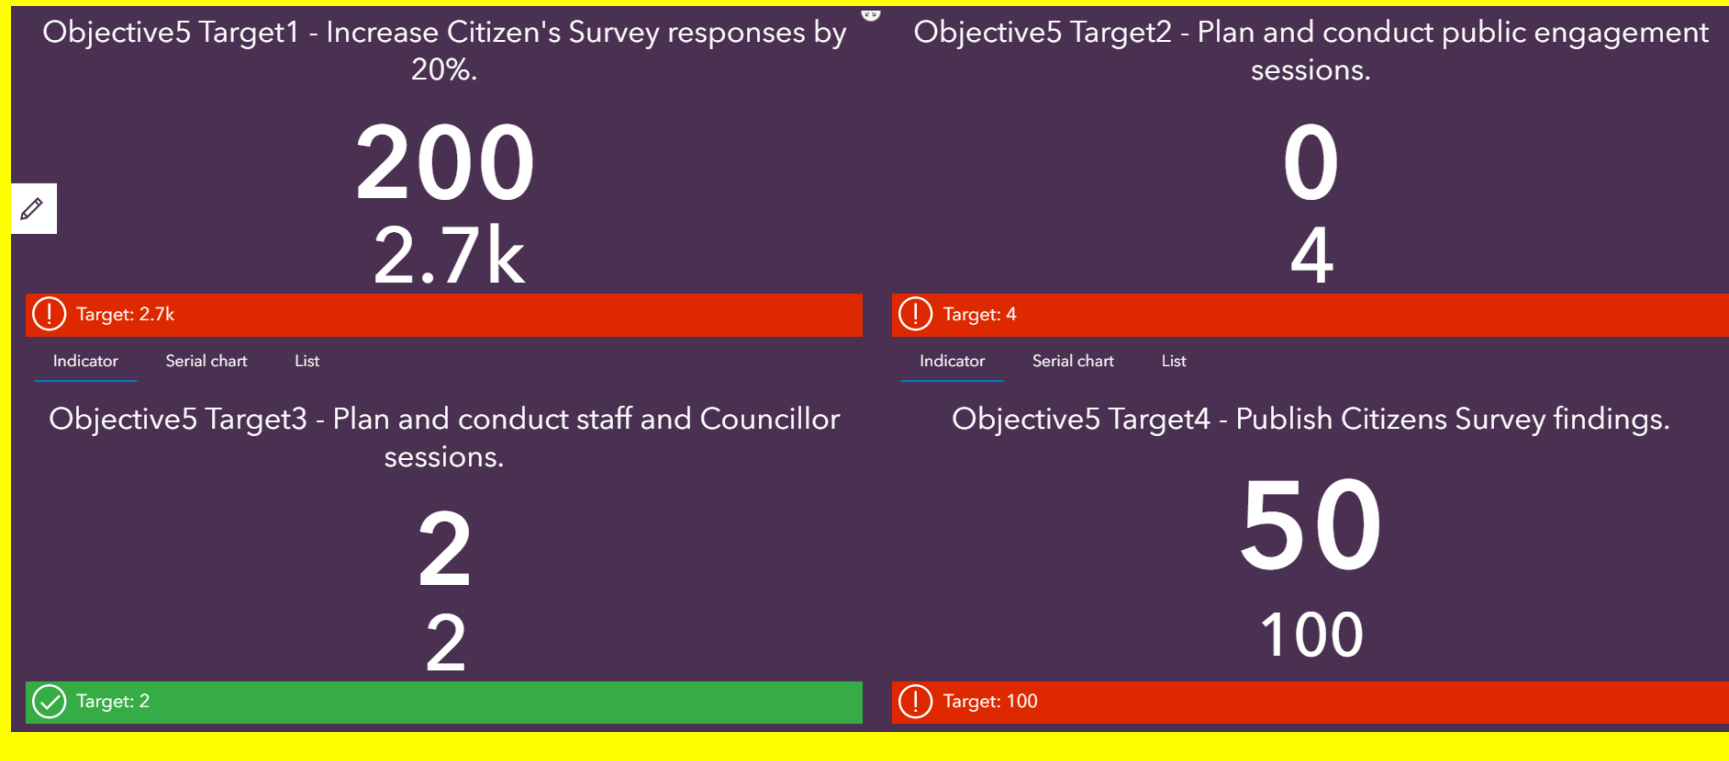 Objective5 Target1 - Increase Citizen's Survey responses by
20%.
200
2.7k
Target: 2.7k
Indicator Serial chart List
Objective5 Target2 - Plan and conduct public engagement
sessions.
0
4
Target: 4
Indicator Serial chart List
Objective5 Target3 - Plan and conduct staff and Councillor
sessions.
2
2
Target: 2
Objective5 Target4 - Publish Citizens Survey findings.
50
100
Target: 100